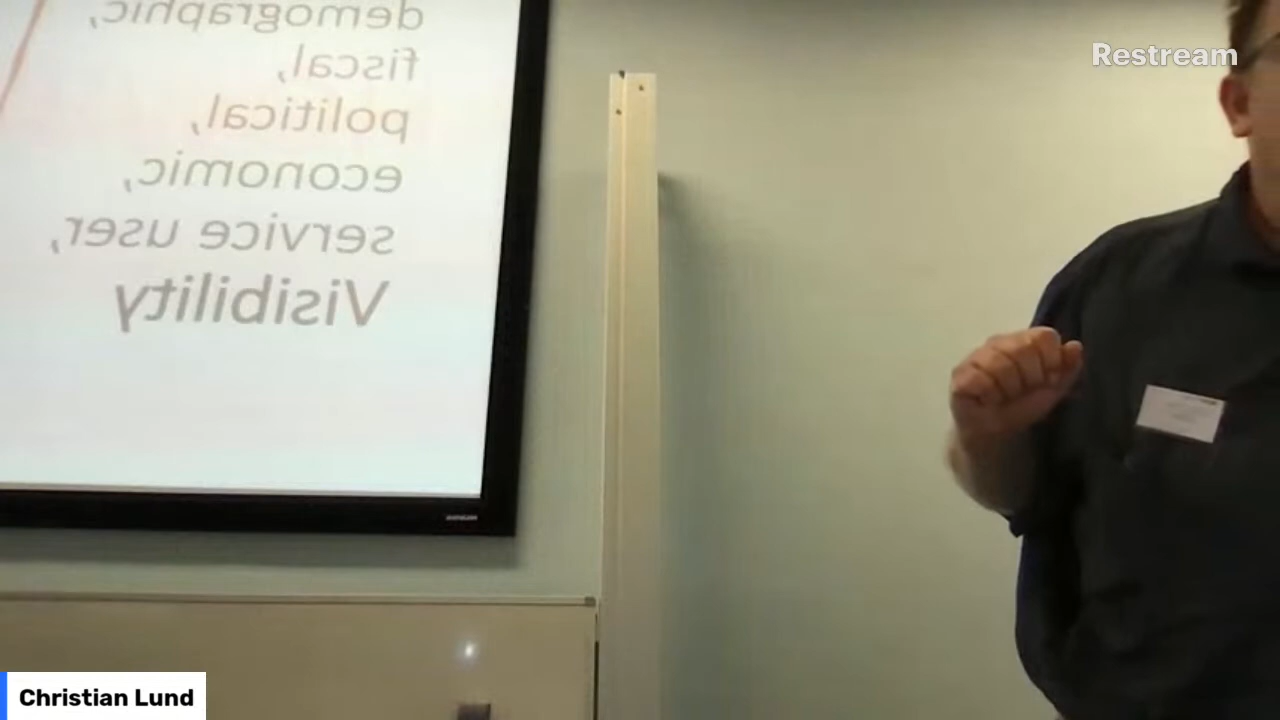 demographic,
fiscal,
political,
economic,
service user,
Visibility
Restream
Christian Lund